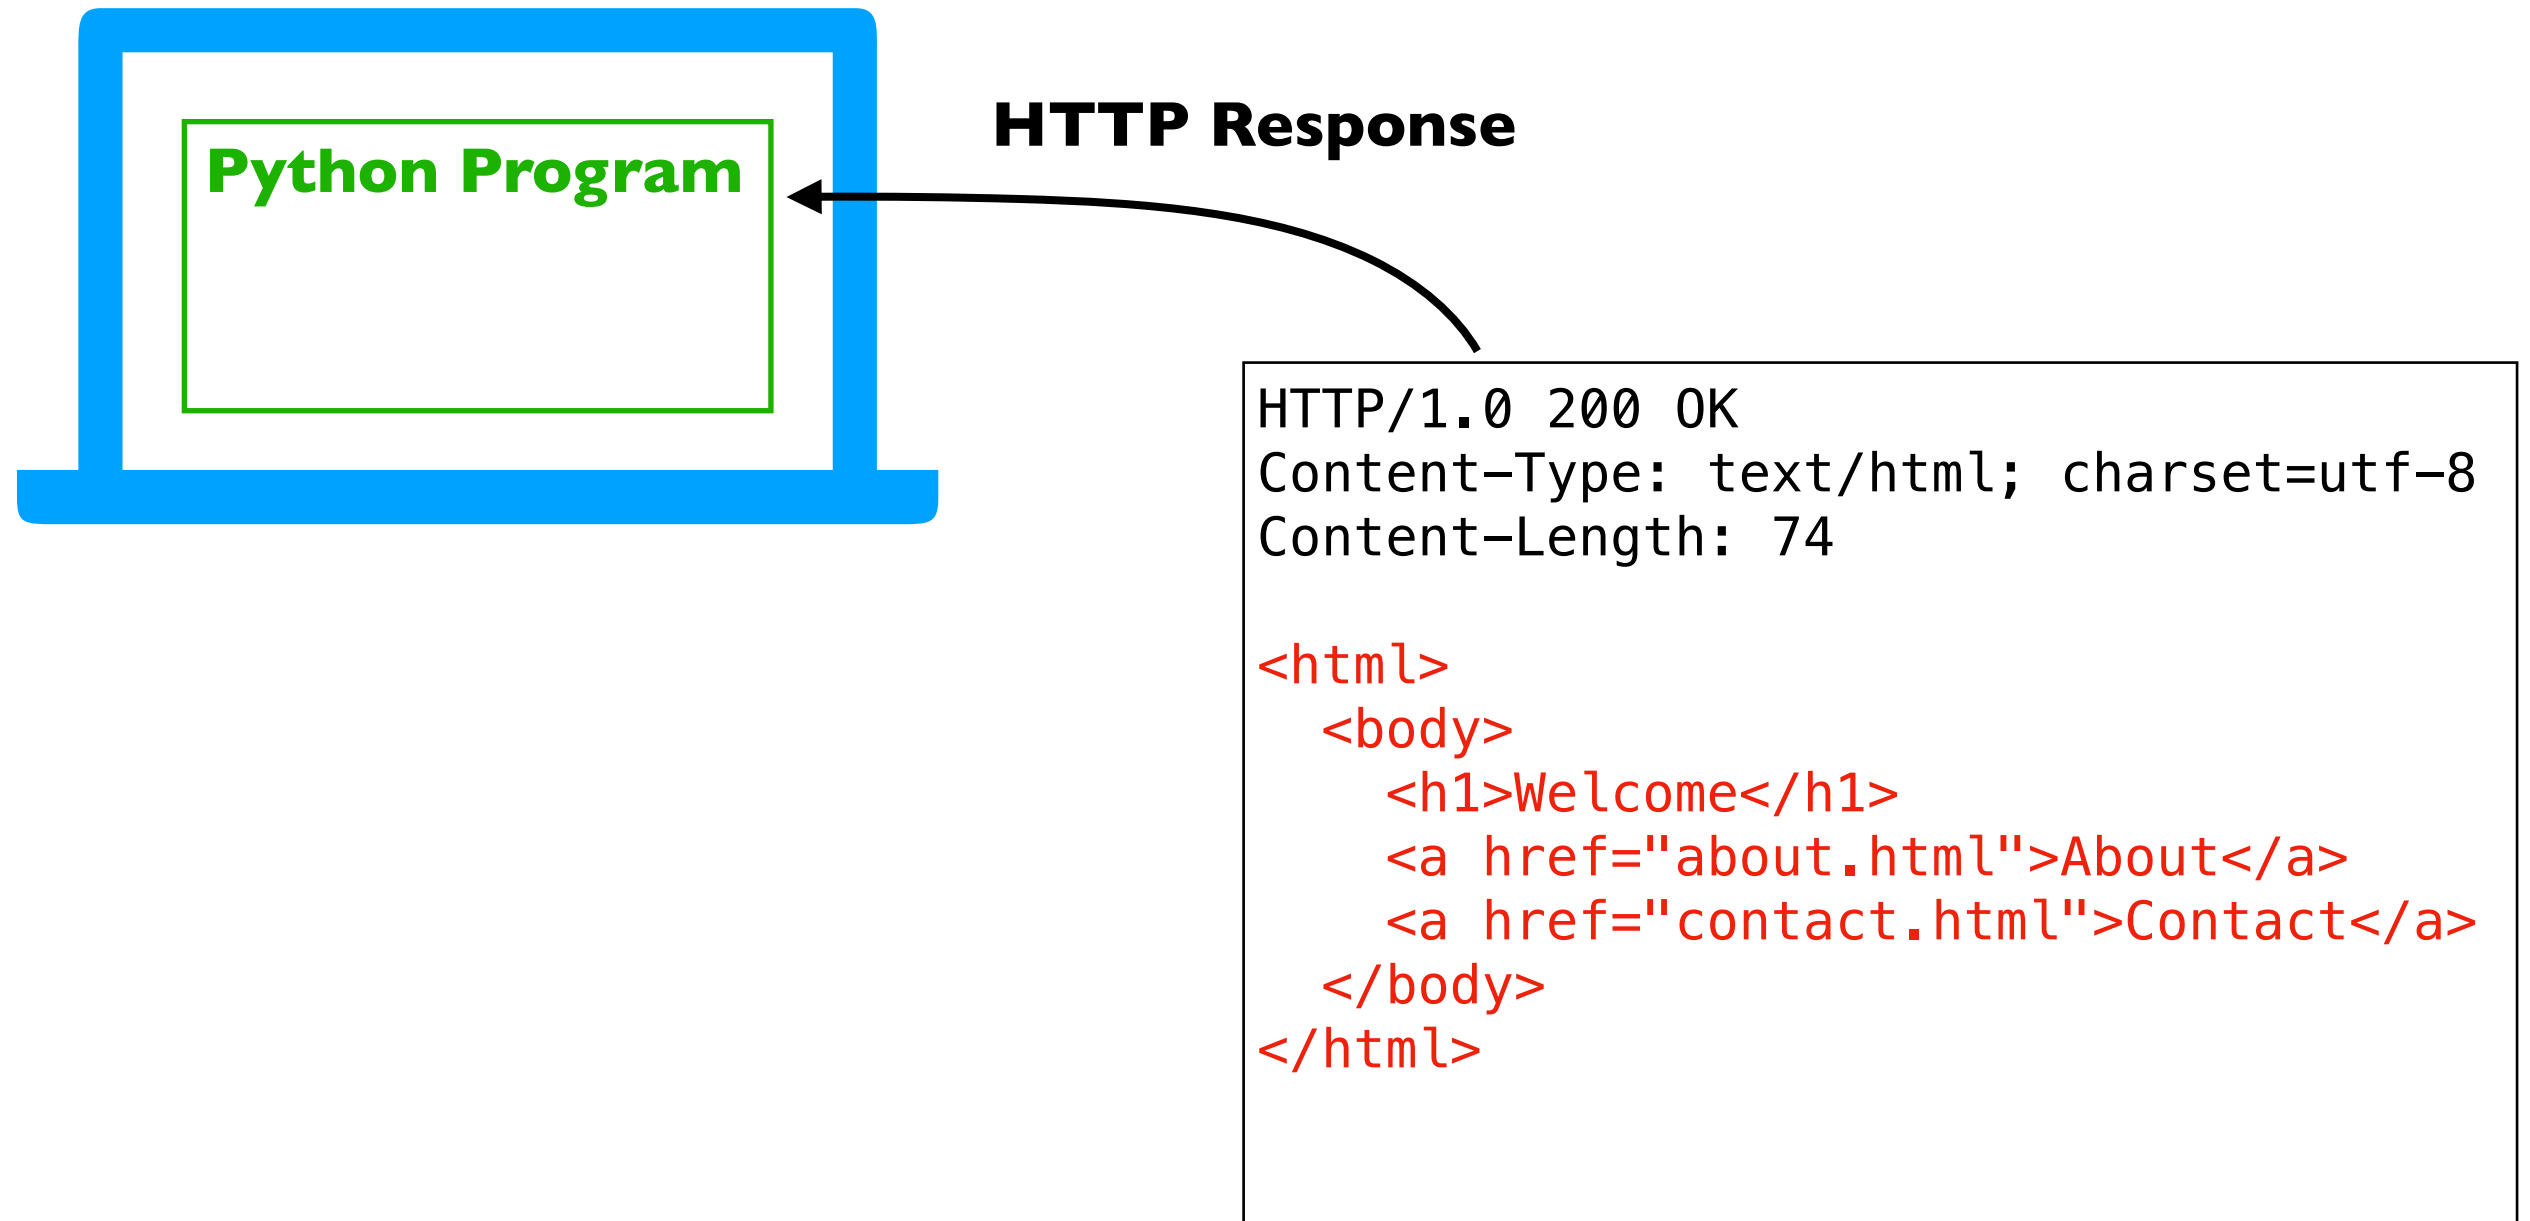 Python Program
HTTP Response
HTTP/1.0 200 OK
Content-Type: text/html; charset=utf-8
Content-Length: 74
<html>
<body>
<h1>Welcome</h1>
<a href="about.html">About</a>
<a href="contact.html">Contact</a>
</body>
</html>